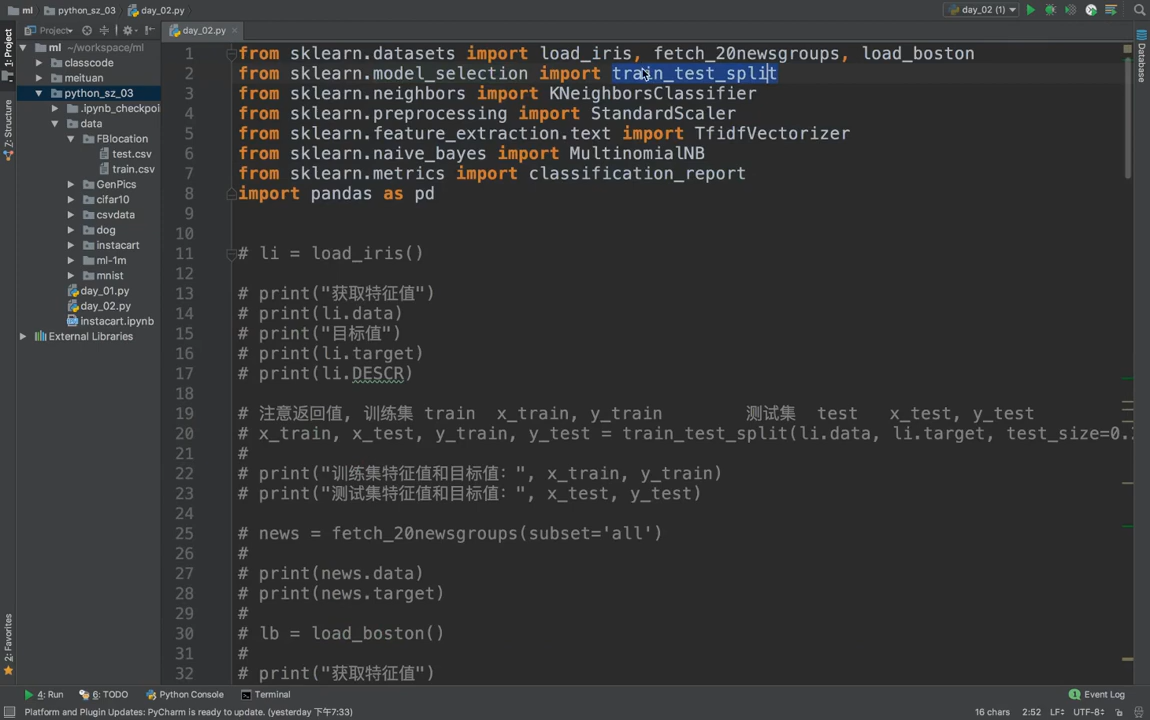 ml python_sz_03 day_02.py day_02 (1)
Project day_02.py
ml ~/workspace/ml
classcode
meituan
python_sz_03
.ipynb_checkpoi
data
FBlocation
test.csv
train.csv
GenPics
cifar10
csvdata
dog
instacart
ml-1m
mnist
day_01.py
day_02.py
instacart.ipynb
External Libraries
1: Project
7: Structure
2: Favorites
1 from sklearn.datasets import load_iris, fetch_20newsgroups, load_boston
2 from sklearn.model_selection import train_test_split
3 from sklearn.neighbors import KNeighborsClassifier
4 from sklearn.preprocessing import StandardScaler
5 from sklearn.feature_extraction.text import TfidfVectorizer
6 from sklearn.naive_bayes import MultinomialNB
7 from sklearn.metrics import classification_report
8 import pandas as pd
9
10
11 # li = load_iris()
12
13 # print("获取特征值")
14 # print(li.data)
15 # print("目标值")
16 # print(li.target)
17 # print(li.DESCR)
18
19 # 注意返回值, 训练集 train x_train, y_train 测试集 test x_test, y_test
20 # x_train, x_test, y_train, y_test = train_test_split(li.data, li.target, test_size=0.
21 #
22 # print("训练集特征值和目标值：", x_train, y_train)
23 # print("测试集特征值和目标值：", x_test, y_test)
24
25 # news = fetch_20newsgroups(subset='all')
26 #
27 # print(news.data)
28 # print(news.target)
29 #
30 # lb = load_boston()
31 #
32 # print("获取特征值")
Database
4: Run 6: TODO Python Console Terminal Event Log
Platform and Plugin Updates: PyCharm is ready to update. (yesterday 下午7:33) 16 chars 2:52 LF÷ UTF-8÷